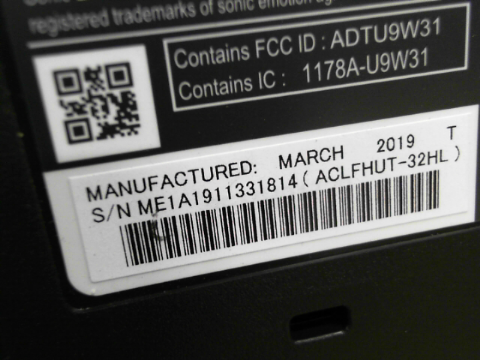 registered trademarks of sonic emotion ag
Contains FCC ID : ADTU9W31
Contains IC : 1178A-U9W31
MANUFACTURED: MARCH 2019 T
S/N ME1A1911331814 ( ACLFHUT-32HL )